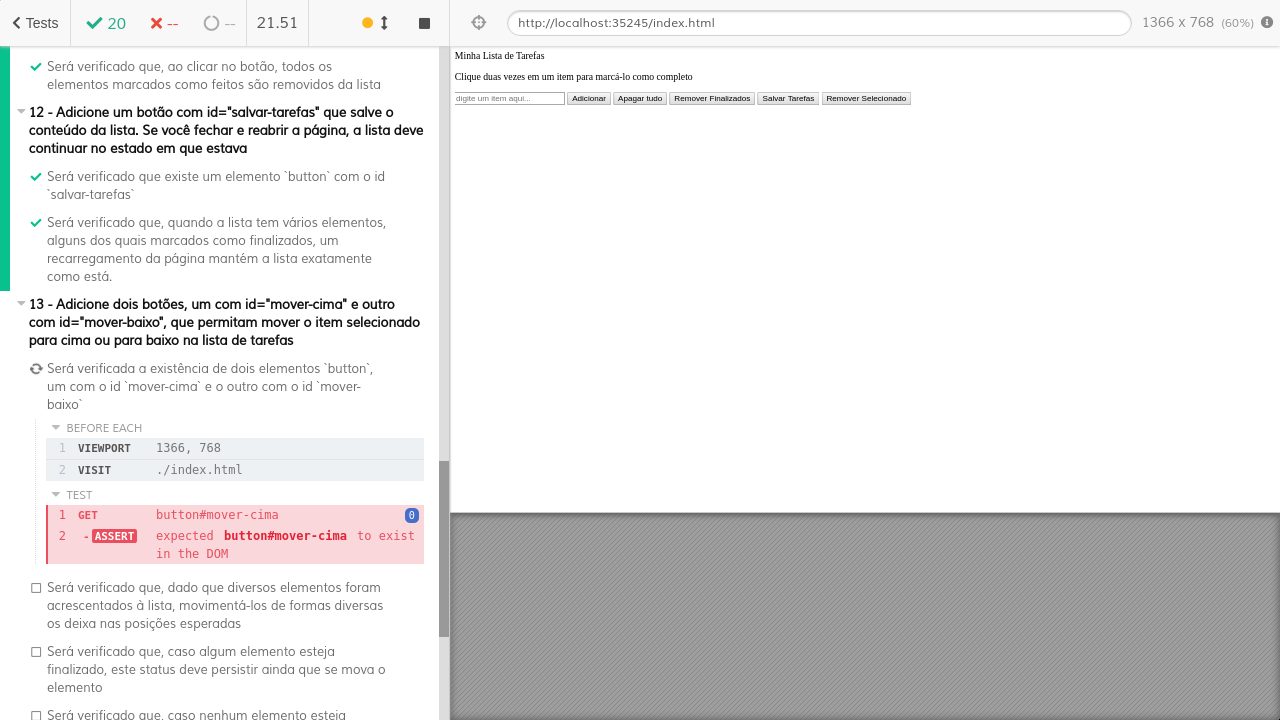 Tests
20
--
--
21.51
http://localhost:35245/index.html
1366 x 768 (60%)
Será verificado que, ao clicar no botão, todos os
elementos marcados como feitos são removidos da lista
12 - Adicione um botão com id="salvar-tarefas" que salve o
conteúdo da lista. Se você fechar e reabrir a página, a lista deve
continuar no estado em que estava
Será verificado que existe um elemento `button` com o id
`salvar-tarefas`
Será verificado que, quando a lista tem vários elementos,
alguns dos quais marcados como finalizados, um
recarregamento da página mantém a lista exatamente
como está.
13 - Adicione dois botões, um com id="mover-cima" e outro
com id="mover-baixo", que permitam mover o item selecionado
para cima ou para baixo na lista de tarefas
Será verificada a existência de dois elementos `button`,
um com o id `mover-cima` e o outro com o id `mover-
baixo`
BEFORE EACH
1 VIEWPORT 1366, 768
2 VISIT ./index.html
TEST
1 GET button#mover-cima 0
2 -ASSERT expected button#mover-cima to exist
in the DOM
Será verificado que, dado que diversos elementos foram
acrescentados à lista, movimentá-los de formas diversas
os deixa nas posições esperadas
Será verificado que, caso algum elemento esteja
finalizado, este status deve persistir ainda que se mova o
elemento
Será verificado que, caso nenhum elemento esteja
Minha Lista de Tarefas
Clique duas vezes em um item para marcá-lo como completo
digite um item aqui... Adicionar Apagar tudo Remover Finalizados Salvar Tarefas Remover Selecionado